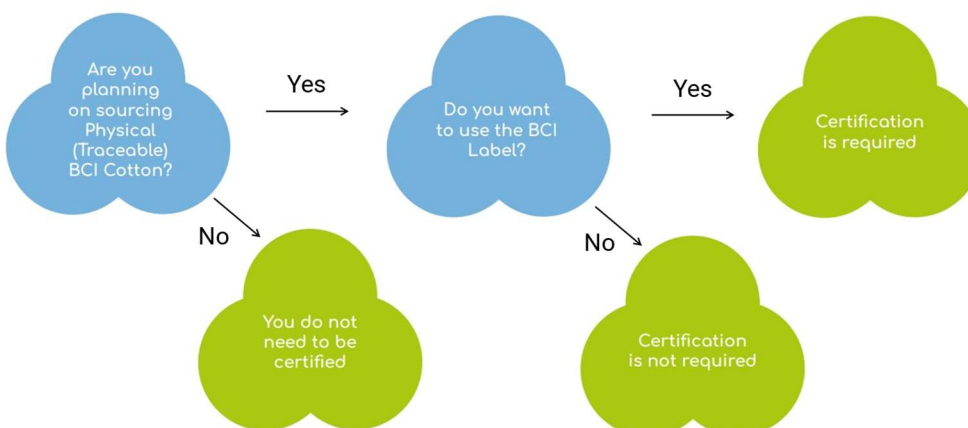 Are you
planning
on sourcing
Physical
(Traceable)
BCI Cotton?
Yes
Do you want
to use the BCI
Label?
Yes
Certification
is required
No
You do not
need to be
certified
No
Certification
is not required